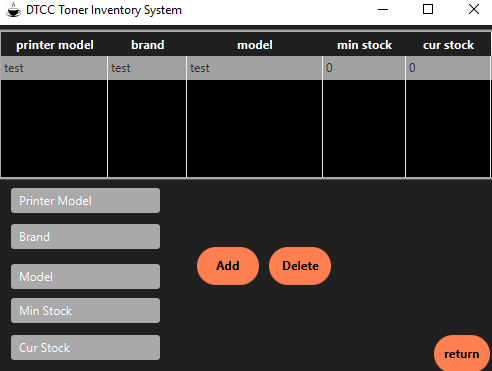 DTCC Toner Inventory System
printer model brand model min stock cur stock
test test test 0 0
Printer Model
Brand
Add Delete
Model
Min Stock
Cur Stock
return